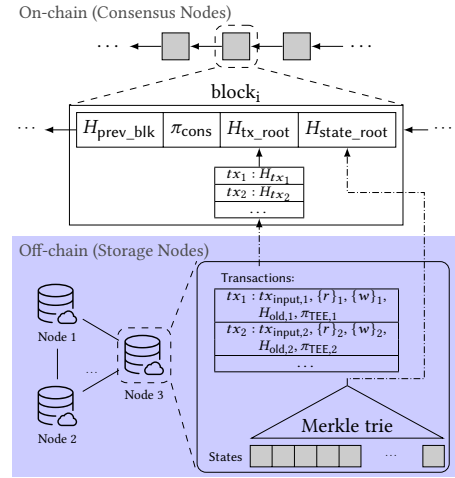 On-chain (Consensus Nodes)
... ...
block_i
... H_prev_blk π_cons H_tx_root H_state_root ...
tx_1 : H_tx_1
tx_2 : H_tx_2
...
Off-chain (Storage Nodes)
Transactions:
tx_1 : tx_input,1, {r}_1, {w}_1,
H_old,1, π_TEE,1
tx_2 : tx_input,2, {r}_2, {w}_2,
H_old,2, π_TEE,2
...
Node 1
...
Node 3
Node 2
Merkle trie
States ...